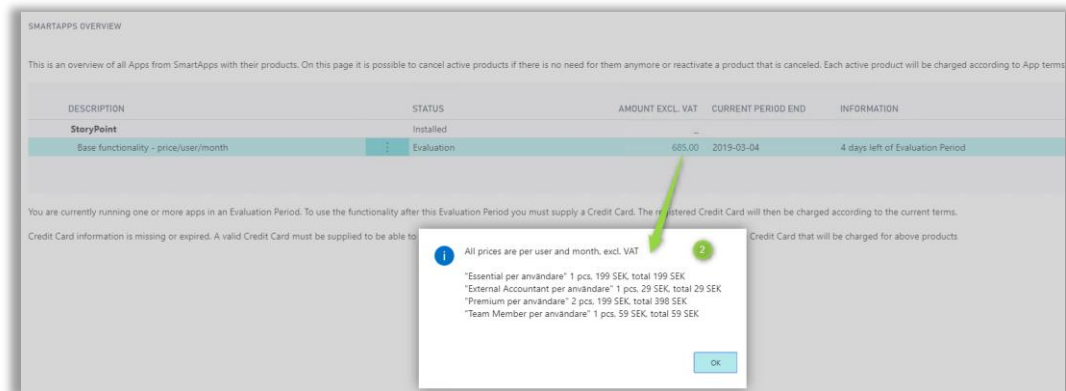 SMARTAPPS OVERVIEW
This is an overview of all Apps from SmartApps with their products. On this page it is possible to cancel active products if there is no need for them anymore or reactivate a product that is canceled. Each active product will be charged according to App terms
DESCRIPTION STATUS AMOUNT EXCL. VAT CURRENT PERIOD END INFORMATION
StoryPoint Installed _
Base functionality - price/user/month Evaluation 685.00 2019-03-04 4 days left of Evaluation Period
You are currently running one or more apps in an Evaluation Period. To use the functionality after this Evaluation Period you must supply a Credit Card. The registered Credit Card will then be charged according to the current terms.
Credit Card information is missing or expired. A valid Credit Card must be supplied to be able to Credit Card that will be charged for above products
All prices are per user and month, excl. VAT 2
"Essential per användare" 1 pcs, 199 SEK, total 199 SEK
"External Accountant per användare" 1 pcs, 29 SEK, total 29 SEK
"Premium per användare" 2 pcs, 199 SEK, total 398 SEK
"Team Member per användare" 1 pcs, 59 SEK, total 59 SEK
OK